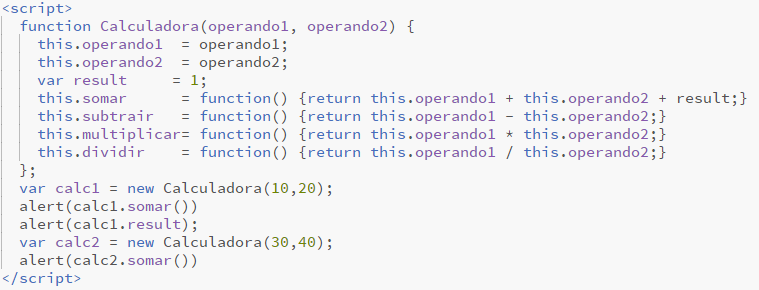 <script>
function Calculadora(operando1, operando2) {
this.operando1  = operando1;
this.operando2  = operando2;
var result     = 1;
this.somar      = function() {return this.operando1 + this.operando2 + result;}
this.subtrair   = function() {return this.operando1 - this.operando2;}
this.multiplicar= function() {return this.operando1 * this.operando2;}
this.dividir    = function() {return this.operando1 / this.operando2;}
};
var calc1 = new Calculadora(10,20);
alert(calc1.somar())
alert(calc1.result);
var calc2 = new Calculadora(30,40);
alert(calc2.somar())
</script>